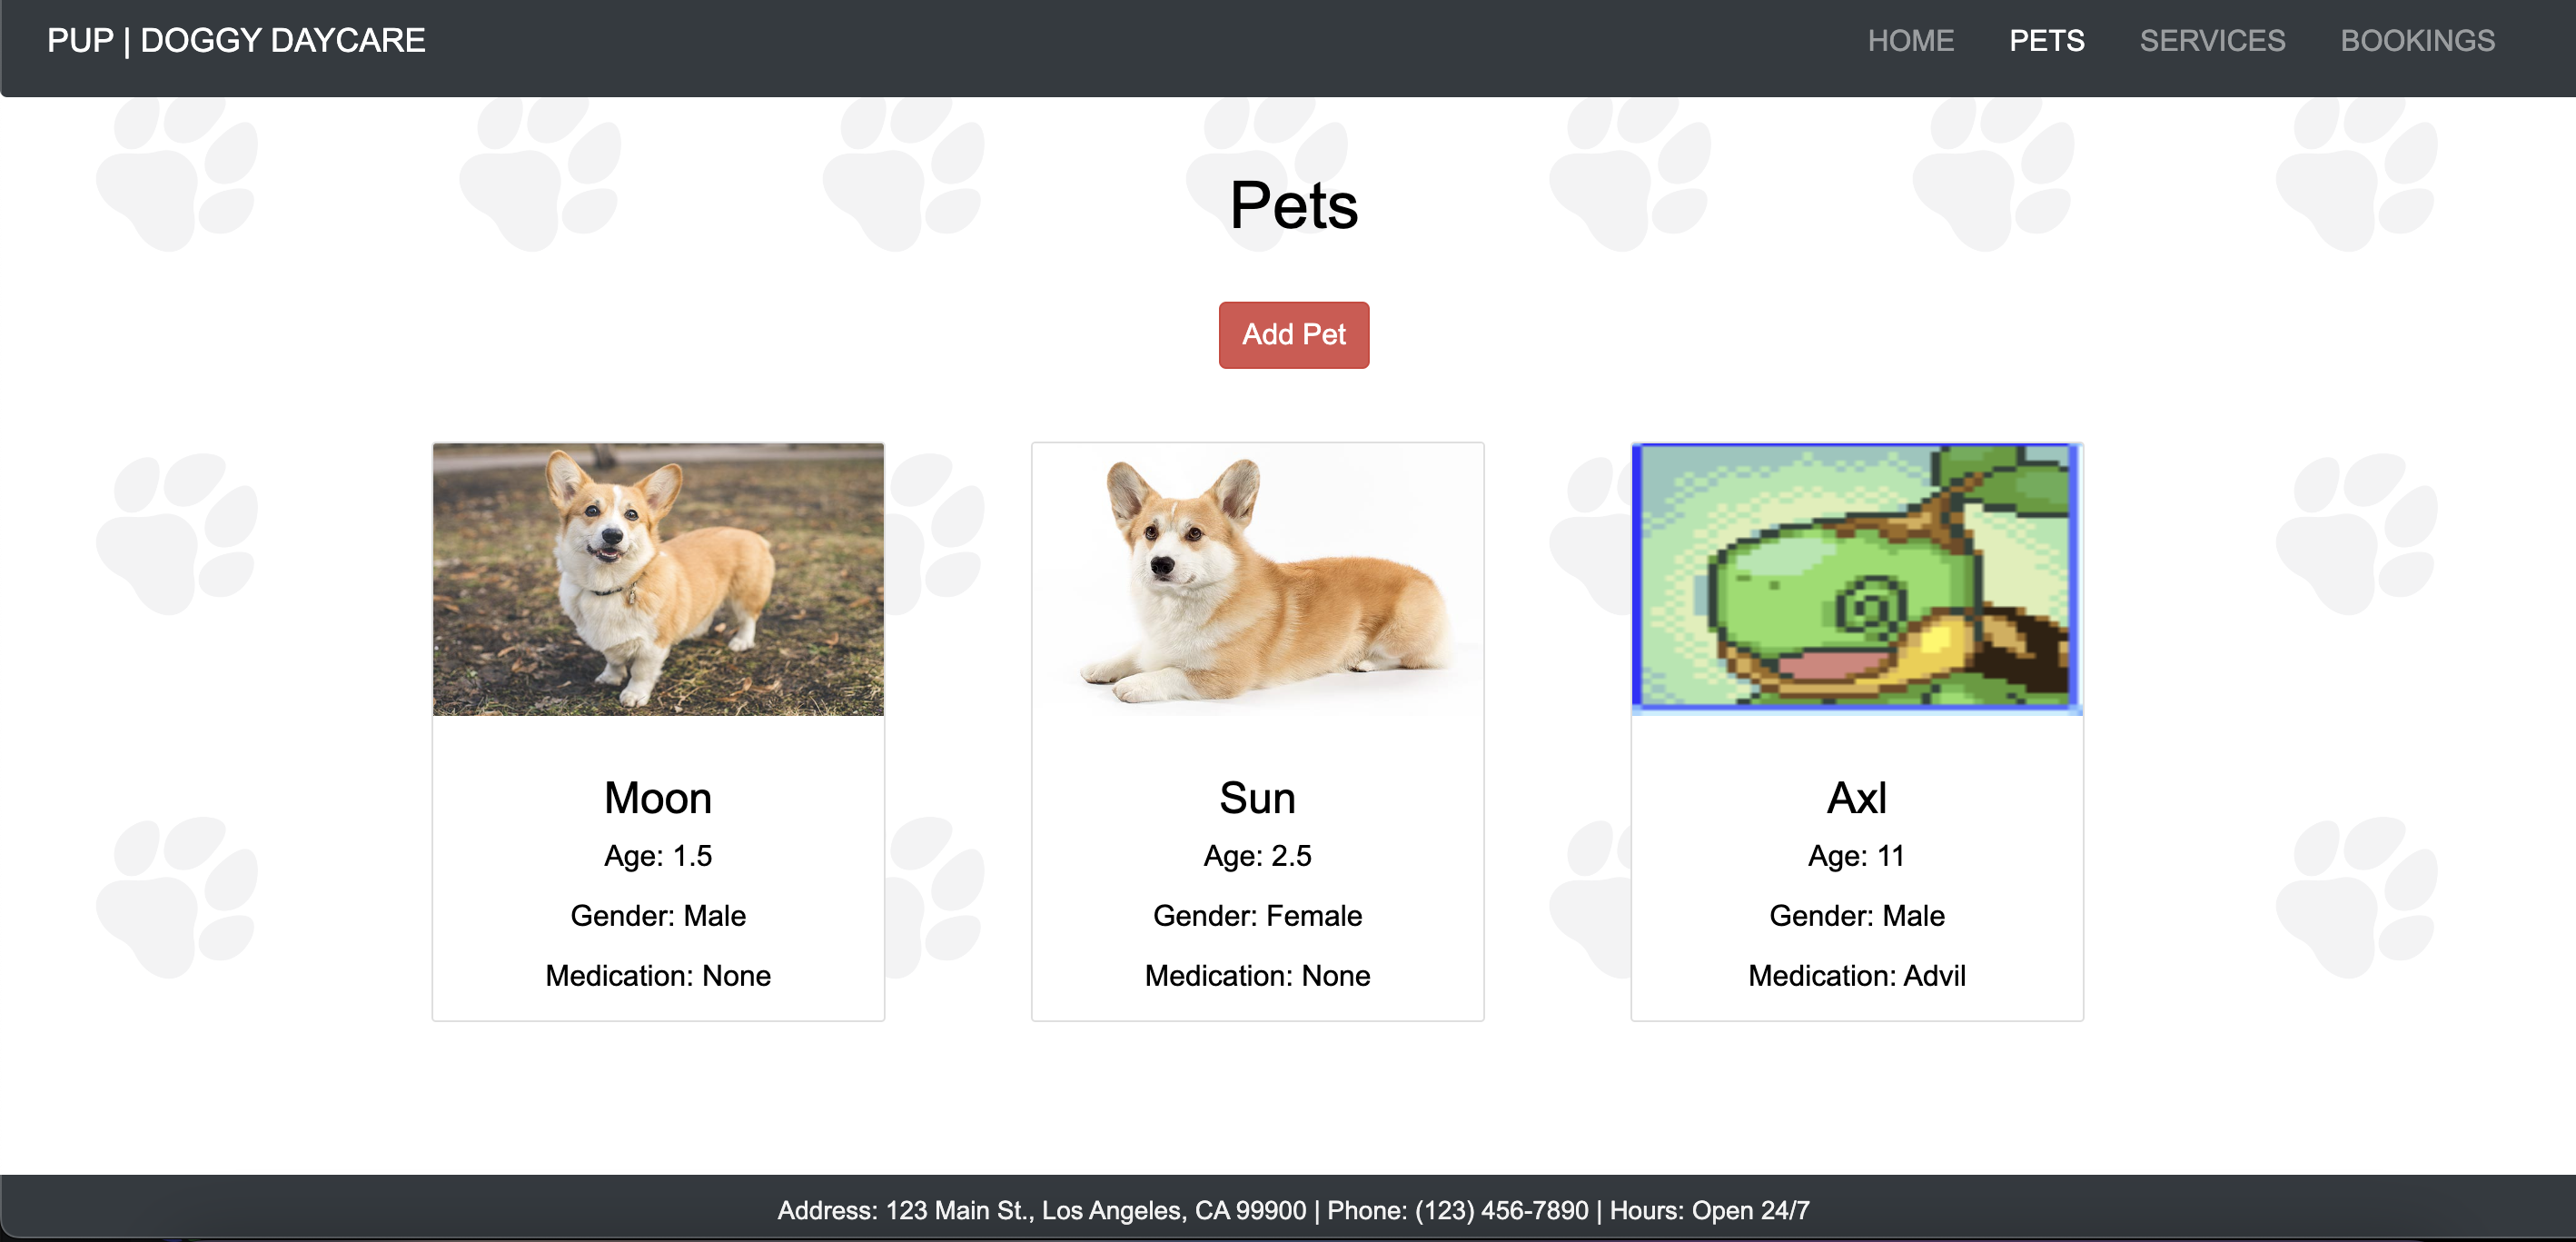 PUP | DOGGY DAYCARE
HOME PETS SERVICES BOOKINGS
Pets
Add Pet
Moon
Age: 1.5
Gender: Male
Medication: None
Sun
Age: 2.5
Gender: Female
Medication: None
Axl
Age: 11
Gender: Male
Medication: Advil
Address: 123 Main St., Los Angeles, CA 99900 | Phone: (123) 456-7890 | Hours: Open 24/7